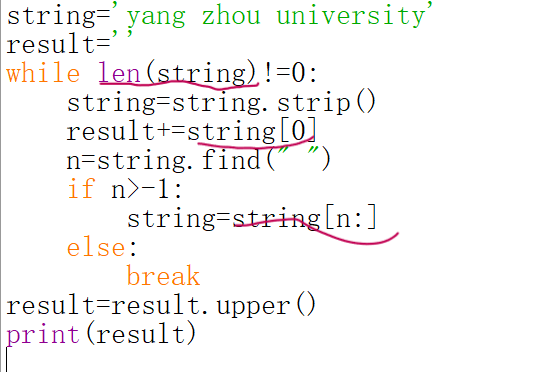 string='yang zhou university'
result=''
while len(string)!=0:
    string=string.strip()
    result+=string[0]
    n=string.find(" ")
    if n>-1:
        string=string[n:]
    else:
        break
result=result.upper()
print(result)